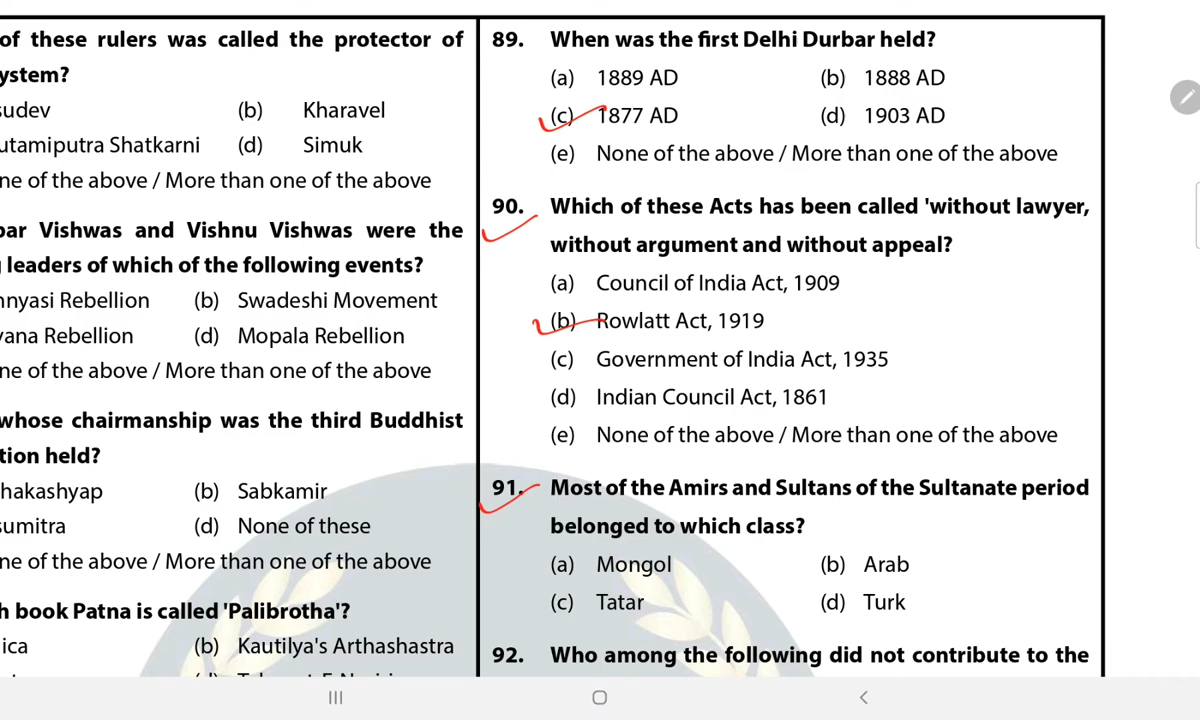 of these rulers was called the protector of
ystem?
sudev (b) Kharavel
utamiputra Shatkarni (d) Simuk
ne of the above / More than one of the above
bar Vishwas and Vishnu Vishwas were the
leaders of which of the following events?
nnyasi Rebellion (b) Swadeshi Movement
yana Rebellion (d) Mopala Rebellion
ne of the above / More than one of the above
whose chairmanship was the third Buddhist
tion held?
hakashyap (b) Sabkamir
sumitra (d) None of these
ne of the above / More than one of the above
h book Patna is called 'Palibrotha'?
ica (b) Kautilya's Arthashastra
89. When was the first Delhi Durbar held?
(a) 1889 AD (b) 1888 AD
(c) 1877 AD (d) 1903 AD
(e) None of the above / More than one of the above
90. Which of these Acts has been called 'without lawyer,
without argument and without appeal?
(a) Council of India Act, 1909
(b) Rowlatt Act, 1919
(c) Government of India Act, 1935
(d) Indian Council Act, 1861
(e) None of the above / More than one of the above
91. Most of the Amirs and Sultans of the Sultanate period
belonged to which class?
(a) Mongol (b) Arab
(c) Tatar (d) Turk
92. Who among the following did not contribute to the